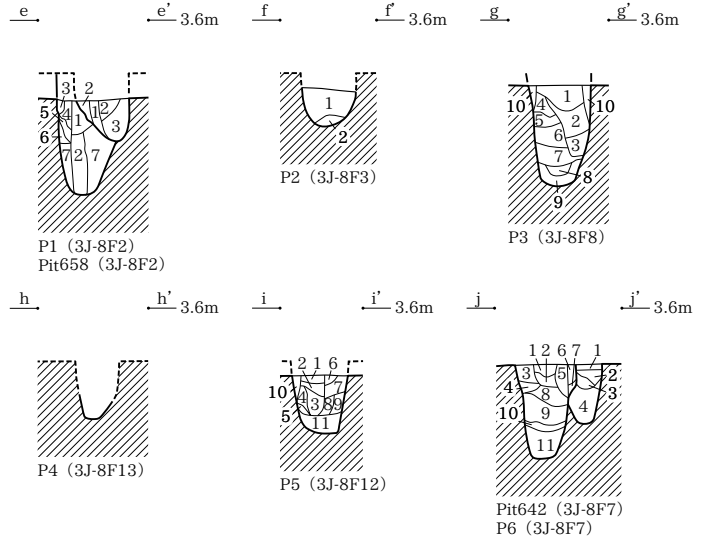 e e’ 3.6m
f f’
g g’ 3.6m
3 2
5 4 1 1 2 3
6
7 2 7
P1（3J-8F2）
Pit658（3J-8F2）
1
2
P2（3J-8F3）
10 4 1 10
5 2
6 3
7
8
9
P3（3J-8F8）
h h’ 3.6m
i i’ 3.6m
j j’ 3.6m
P4（3J-8F13）
2 1 6
10 4 7
5 3 8 9
11
P5（3J-8F12）
1 2 6 7 1
3 5 2
4 8 3
10 9 4
11
Pit642（3J-8F7）
P6（3J-8F7）